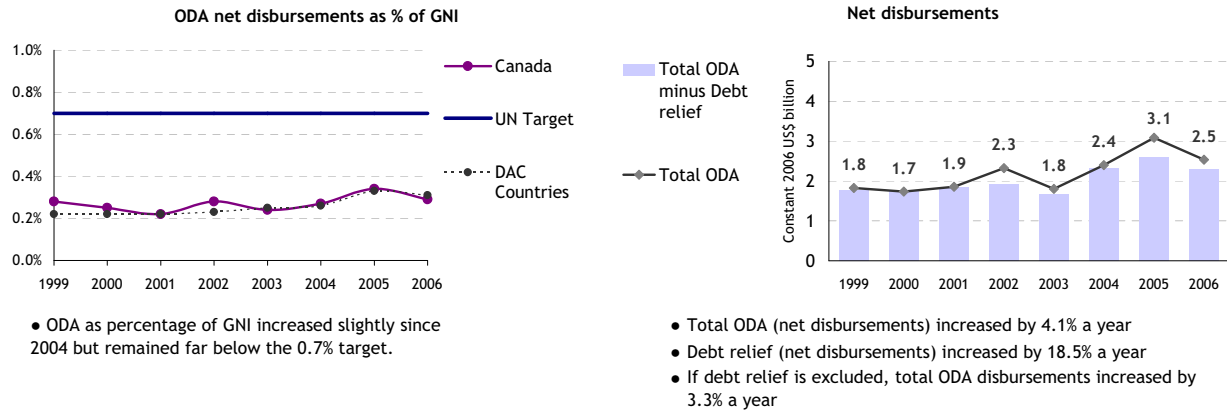 ODA net disbursements as % of GNI
1.0%
0.8%
0.6%
0.4%
0.2%
0.0%
1999 2000 2001 2002 2003 2004 2005 2006
Canada
UN Target
DAC
Countries
● ODA as percentage of GNI increased slightly since
2004 but remained far below the 0.7% target.
Net disbursements
Total ODA
minus Debt
relief
Total ODA
Constant 2006 US$ billion
5
4
3
2
1
0
1.8 1.7 1.9 2.3 1.8 2.4 3.1 2.5
1999 2000 2001 2002 2003 2004 2005 2006
● Total ODA (net disbursements) increased by 4.1% a year
● Debt relief (net disbursements) increased by 18.5% a year
● If debt relief is excluded, total ODA disbursements increased by
3.3% a year